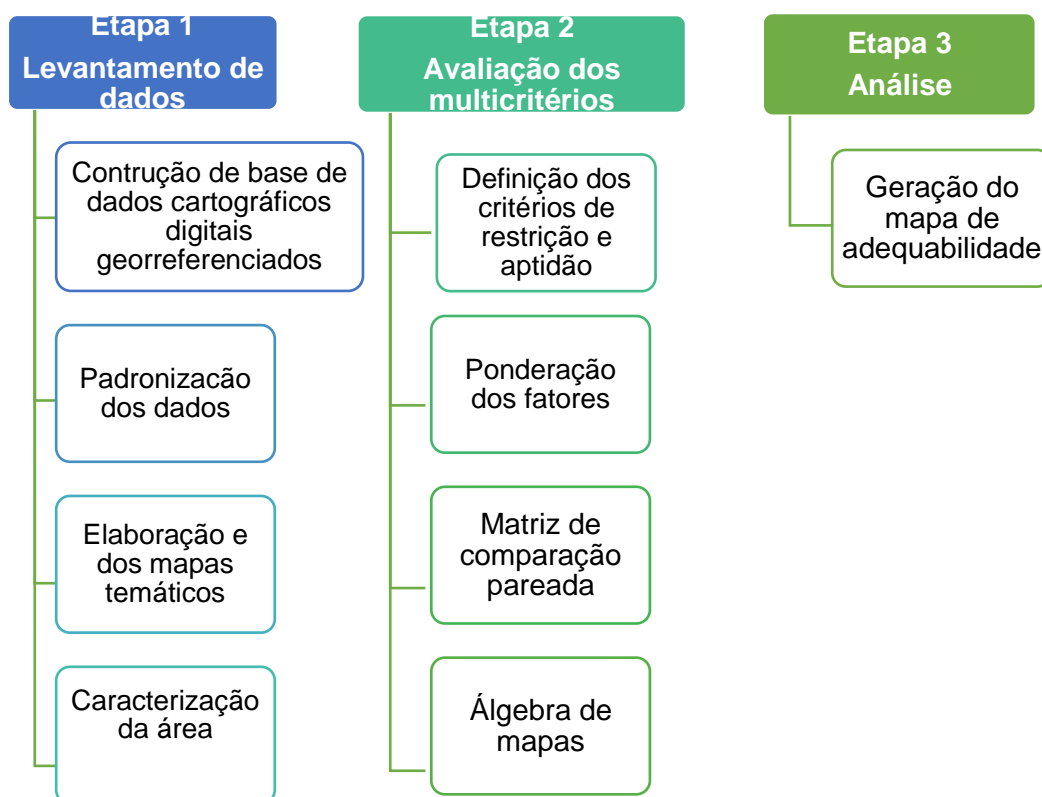 Etapa 1
Levantamento de
dados
Contrução de base de
dados cartográficos
digitais
georreferenciados
Padronizacão
dos dados
Elaboração e
dos mapas
temáticos
Caracterização
da área
Etapa 2
Avaliação dos
multicritérios
Definição dos
critérios de
restrição e
aptidão
Ponderação
dos fatores
Matriz de
comparação
pareada
Álgebra de
mapas
Etapa 3
Análise
Geração do
mapa de
adequabilidade